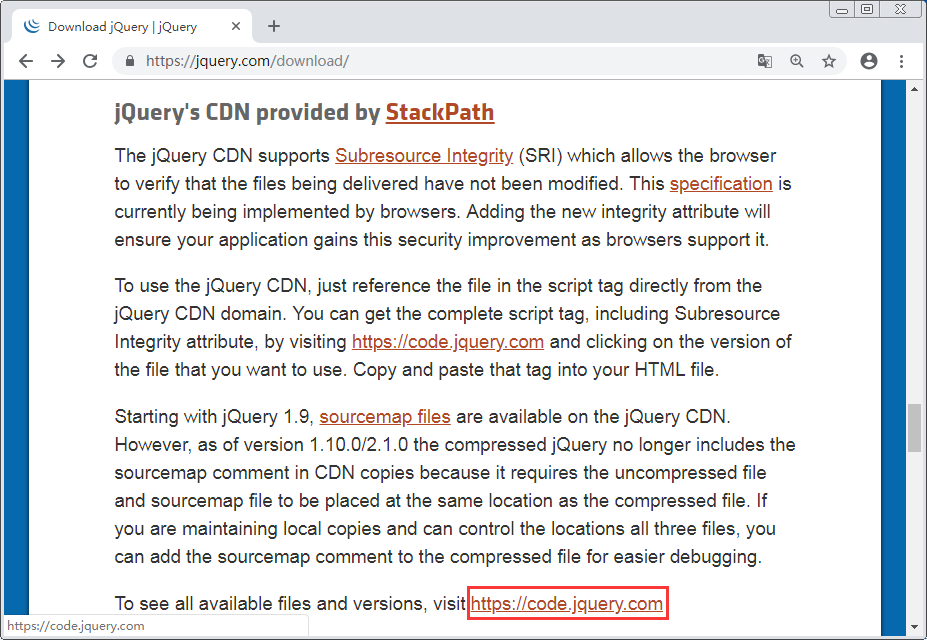 Download jQuery | jQuery
https://jquery.com/download/
jQuery's CDN provided by StackPath
The jQuery CDN supports Subresource Integrity (SRI) which allows the browser
to verify that the files being delivered have not been modified. This specification is
currently being implemented by browsers. Adding the new integrity attribute will
ensure your application gains this security improvement as browsers support it.
To use the jQuery CDN, just reference the file in the script tag directly from the
jQuery CDN domain. You can get the complete script tag, including Subresource
Integrity attribute, by visiting https://code.jquery.com and clicking on the version of
the file that you want to use. Copy and paste that tag into your HTML file.
Starting with jQuery 1.9, sourcemap files are available on the jQuery CDN.
However, as of version 1.10.0/2.1.0 the compressed jQuery no longer includes the
sourcemap comment in CDN copies because it requires the uncompressed file
and sourcemap file to be placed at the same location as the compressed file. If
you are maintaining local copies and can control the locations all three files, you
can add the sourcemap comment to the compressed file for easier debugging.
To see all available files and versions, visit https://code.jquery.com
https://code.jquery.com